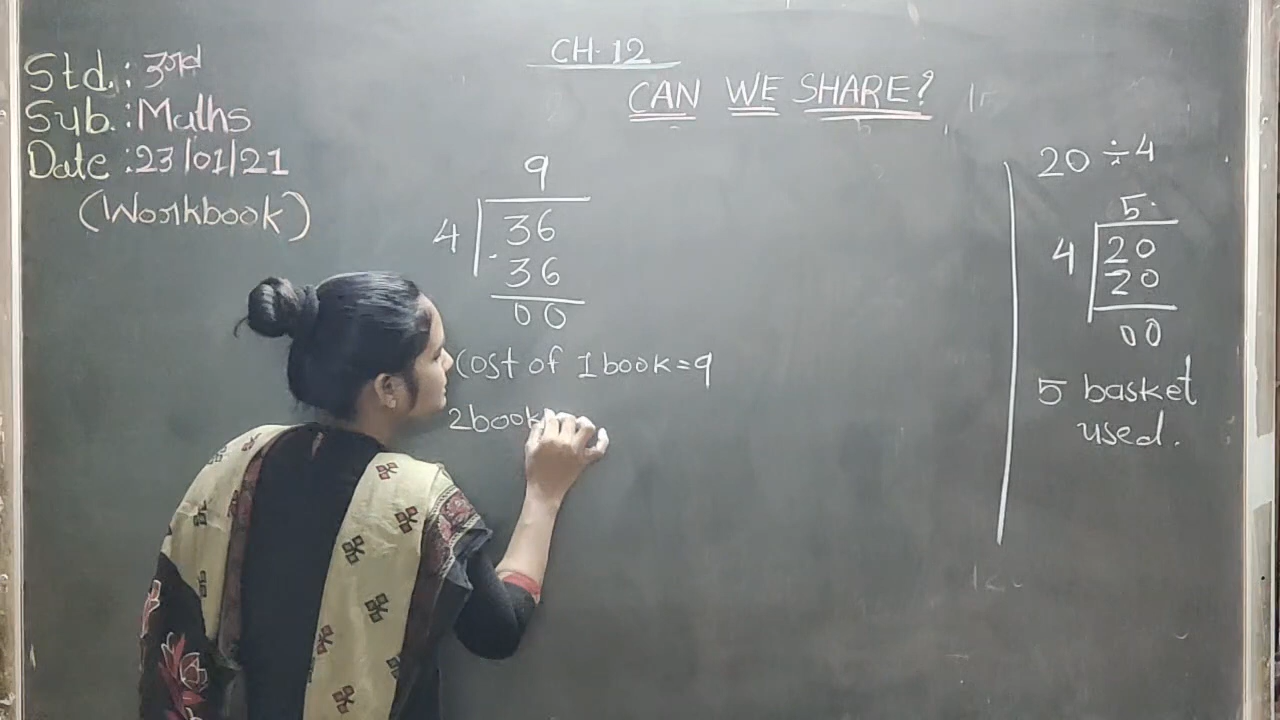 Std. : 3rd
Sub. : Maths
Date : 23/01/21
(Workbook)
CH. 12
CAN WE SHARE?
9
4 36
- 36
00
Cost of 1 book = 9
2 book
20 ÷ 4
5
4 20
20
00
5 basket
used.